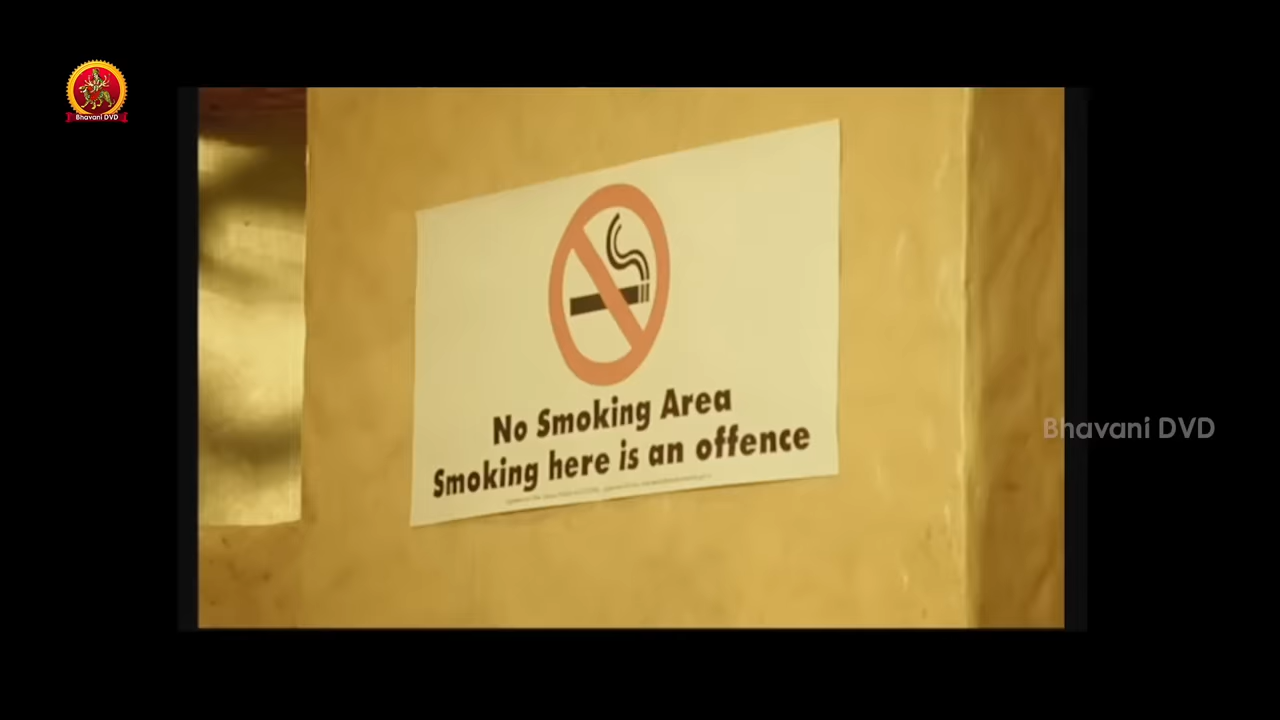 Bhavani DVD
No Smoking Area
Smoking here is an offence
Bhavani DVD